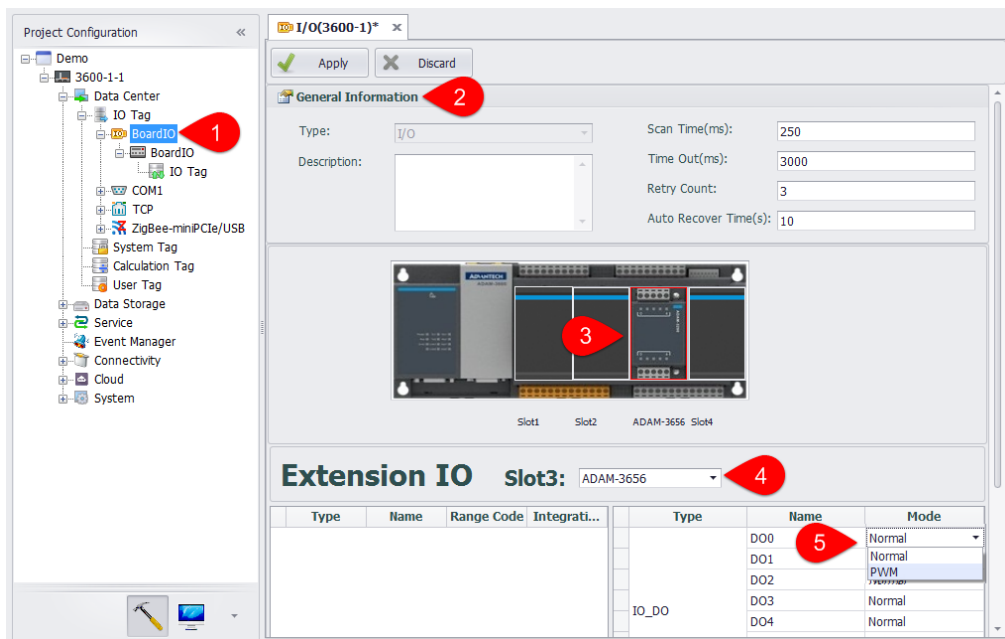 Project Configuration
«
I/O(3600-1)* x
Demo
3600-1-1
Data Center
IO Tag
BoardIO
BoardIO
IO Tag
COM1
TCP
ZigBee-miniPCIe/USB
System Tag
Calculation Tag
User Tag
Data Storage
Service
Event Manager
Connectivity
Cloud
System
1
Apply Discard
General Information
2
Type: I/O
Description:
Scan Time(ms): 250
Time Out(ms): 3000
Retry Count: 3
Auto Recover Time(s): 10
ADVANTECH
ADAM-3600
3
Slot1 Slot2 ADAM-3656 Slot4
Extension IO Slot3: ADAM-3656
4
Type Name Range Code Integrati...
Type Name Mode
IO_DO
DO0 Normal
5
DO1 Normal
DO2 PWM
DO3 Normal
DO4 Normal